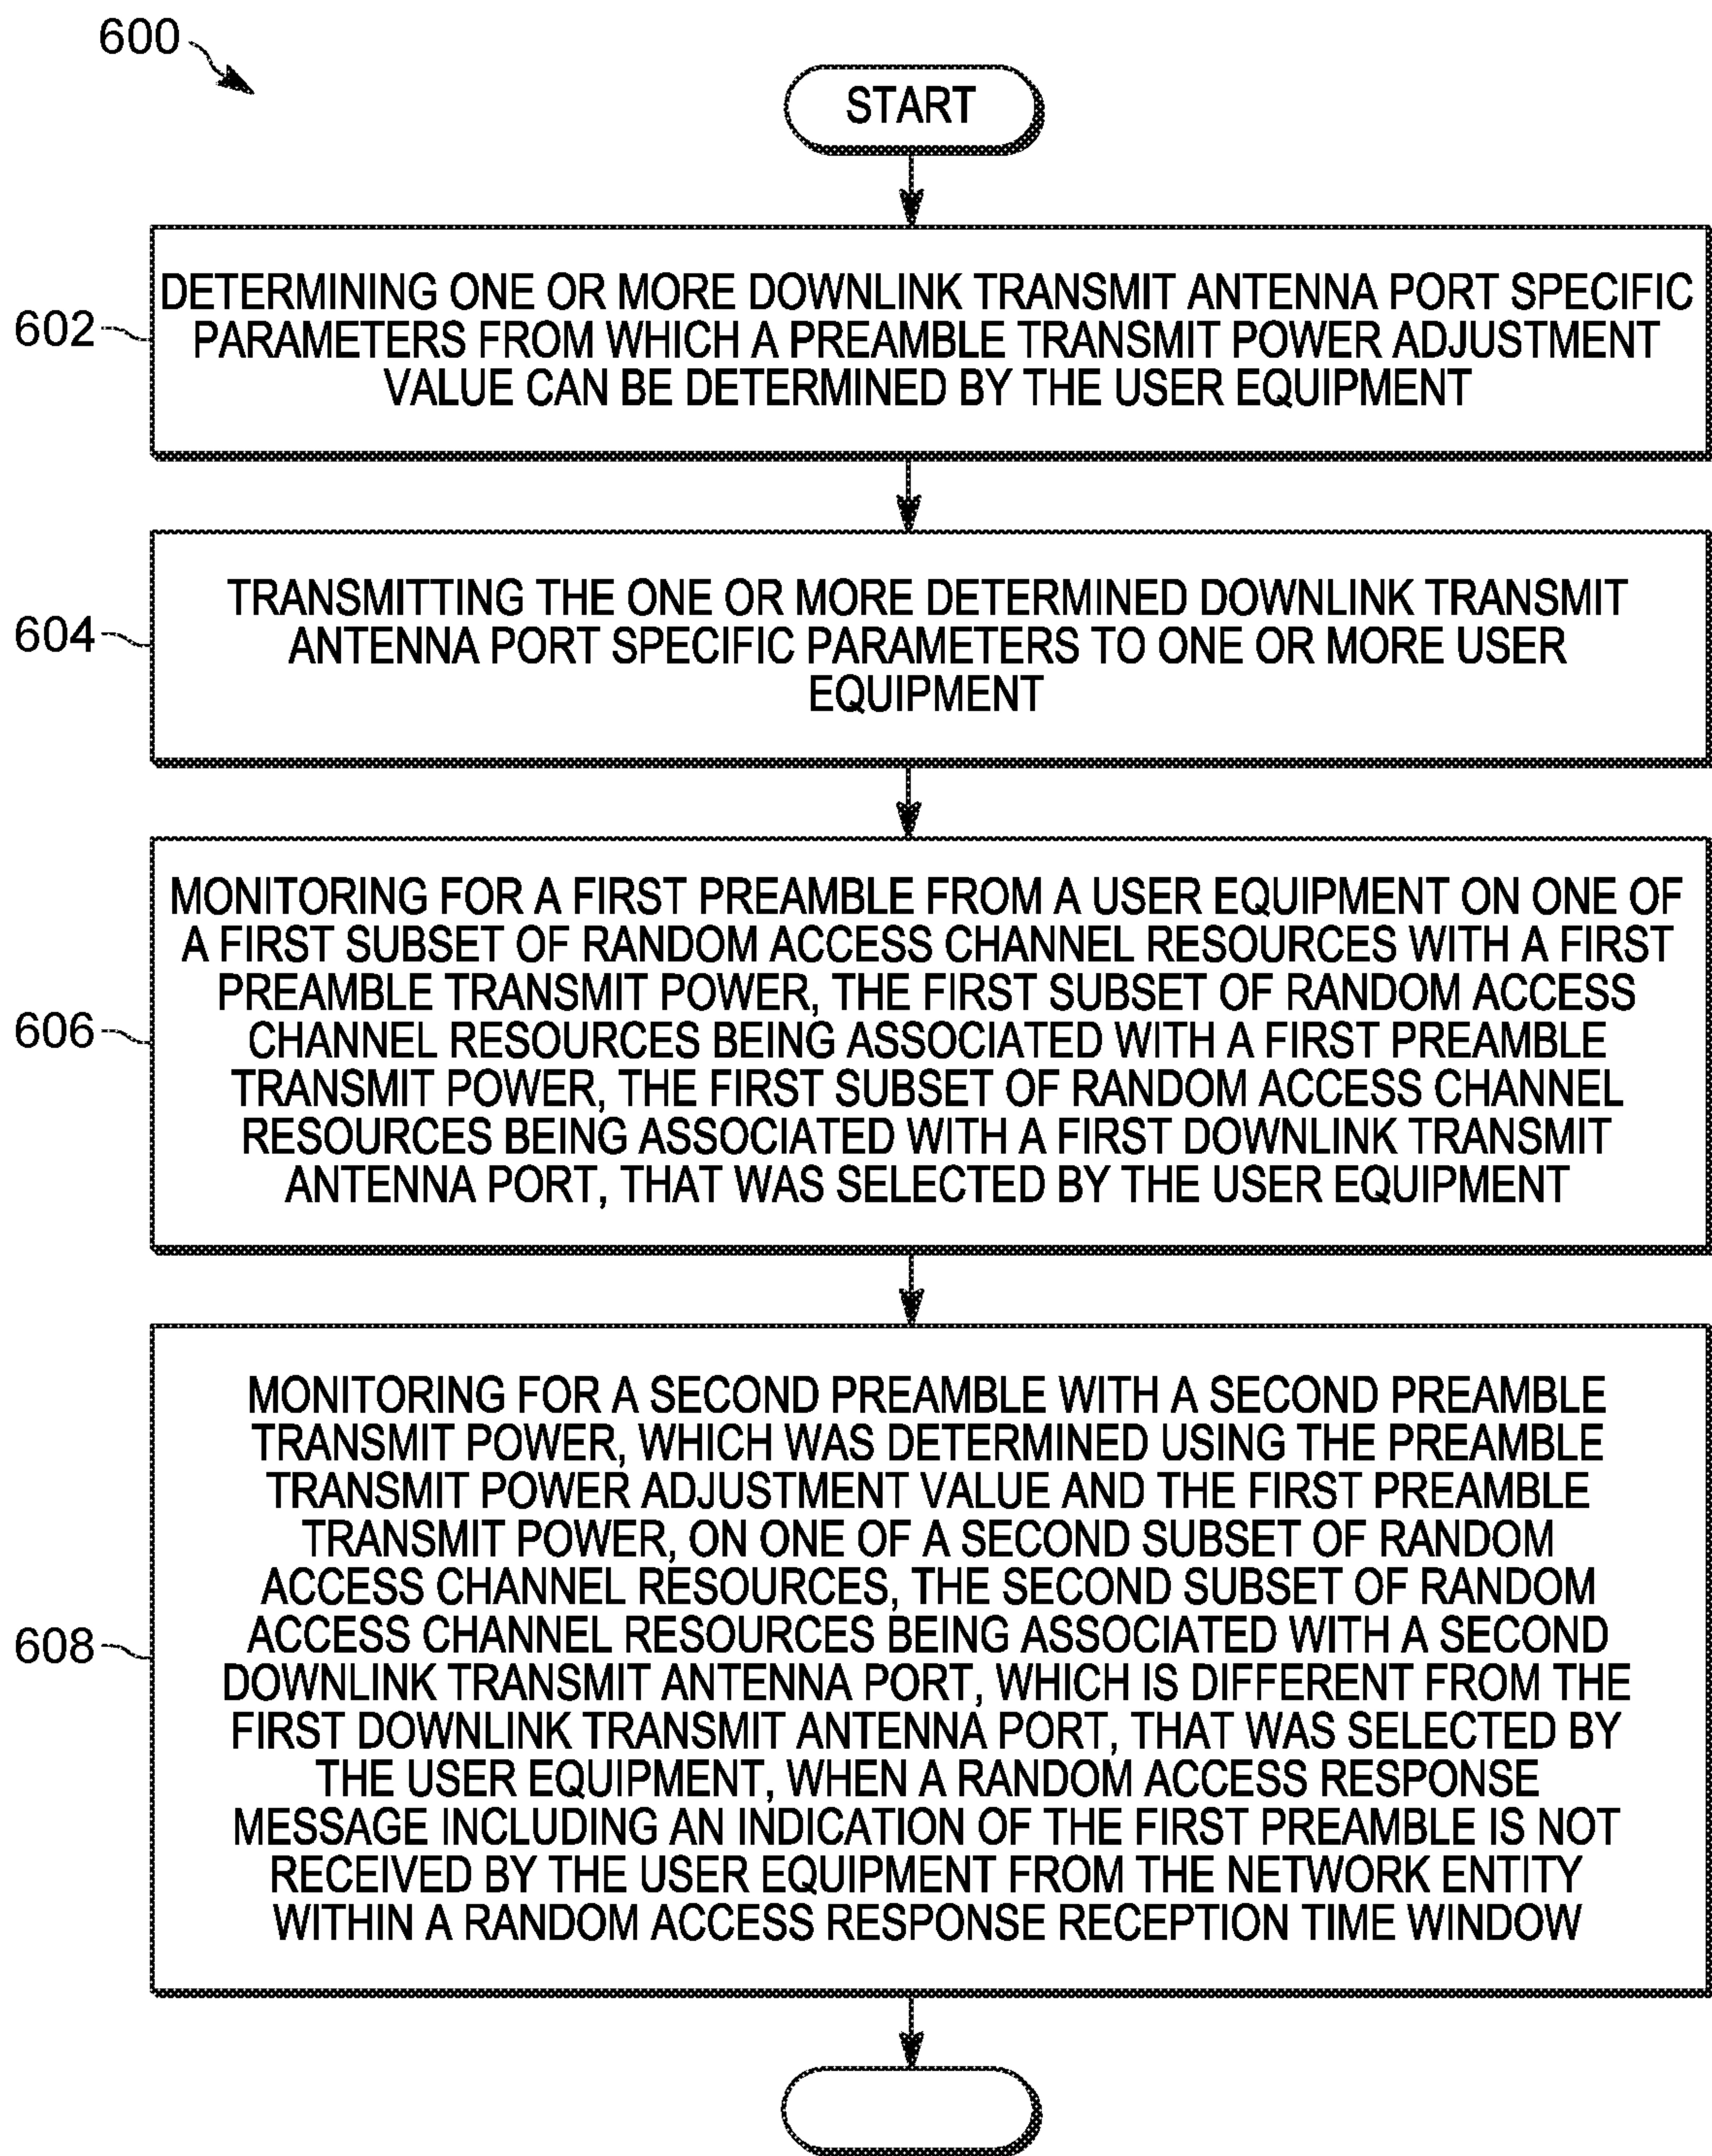 600
START
602
DETERMINING ONE OR MORE DOWNLINK TRANSMIT ANTENNA PORT SPECIFIC
PARAMETERS FROM WHICH A PREAMBLE TRANSMIT POWER ADJUSTMENT
VALUE CAN BE DETERMINED BY THE USER EQUIPMENT
604
TRANSMITTING THE ONE OR MORE DETERMINED DOWNLINK TRANSMIT
ANTENNA PORT SPECIFIC PARAMETERS TO ONE OR MORE USER
EQUIPMENT
606
MONITORING FOR A FIRST PREAMBLE FROM A USER EQUIPMENT ON ONE OF
A FIRST SUBSET OF RANDOM ACCESS CHANNEL RESOURCES WITH A FIRST
PREAMBLE TRANSMIT POWER, THE FIRST SUBSET OF RANDOM ACCESS
CHANNEL RESOURCES BEING ASSOCIATED WITH A FIRST PREAMBLE
TRANSMIT POWER, THE FIRST SUBSET OF RANDOM ACCESS CHANNEL
RESOURCES BEING ASSOCIATED WITH A FIRST DOWNLINK TRANSMIT
ANTENNA PORT, THAT WAS SELECTED BY THE USER EQUIPMENT
608
MONITORING FOR A SECOND PREAMBLE WITH A SECOND PREAMBLE
TRANSMIT POWER, WHICH WAS DETERMINED USING THE PREAMBLE
TRANSMIT POWER ADJUSTMENT VALUE AND THE FIRST PREAMBLE
TRANSMIT POWER, ON ONE OF A SECOND SUBSET OF RANDOM
ACCESS CHANNEL RESOURCES, THE SECOND SUBSET OF RANDOM
ACCESS CHANNEL RESOURCES BEING ASSOCIATED WITH A SECOND
DOWNLINK TRANSMIT ANTENNA PORT, WHICH IS DIFFERENT FROM THE
FIRST DOWNLINK TRANSMIT ANTENNA PORT, THAT WAS SELECTED BY
THE USER EQUIPMENT, WHEN A RANDOM ACCESS RESPONSE
MESSAGE INCLUDING AN INDICATION OF THE FIRST PREAMBLE IS NOT
RECEIVED BY THE USER EQUIPMENT FROM THE NETWORK ENTITY
WITHIN A RANDOM ACCESS RESPONSE RECEPTION TIME WINDOW